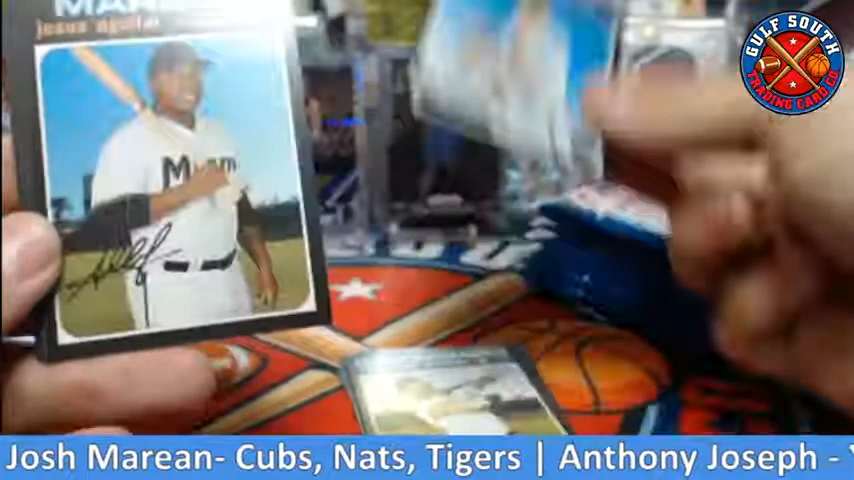 jesus aguilar
GULF SOUTH
TRADING CARD CO.
Josh Marean- Cubs, Nats, Tigers | Anthony Joseph -